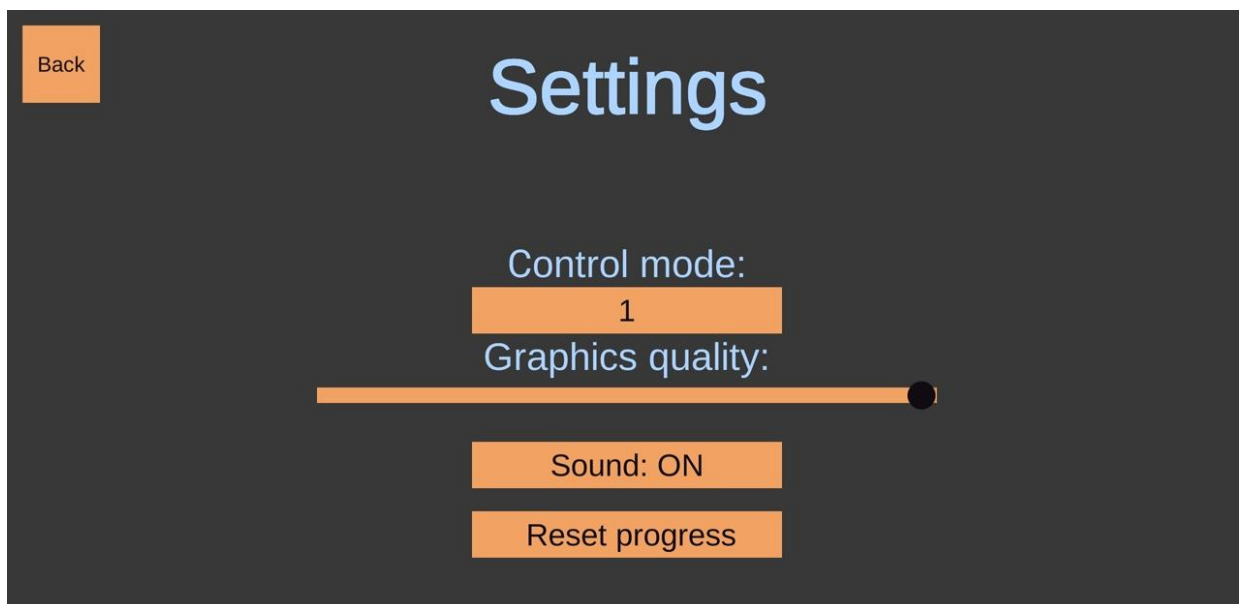 Back
Settings
Control mode:
1
Graphics quality:
Sound: ON
Reset progress